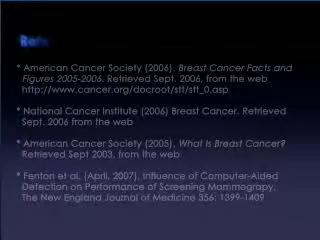 Refs
* American Cancer Society (2006). Breast Cancer Facts and
Figures 2005-2006. Retrieved Sept. 2006, from the web
http://www.cancer.org/docroot/stt/stt_0.asp
* National Cancer Institute (2006) Breast Cancer. Retrieved
Sept. 2006 from the web
* American Cancer Society (2005). What Is Breast Cancer?
Retrieved Sept 2003, from the web
* Fenton et al, (April, 2007), Influence of Computer-Aided
Detection on Performance of Screening Mammograpy,
The New England Journal of Medicine 356: 1399-1409